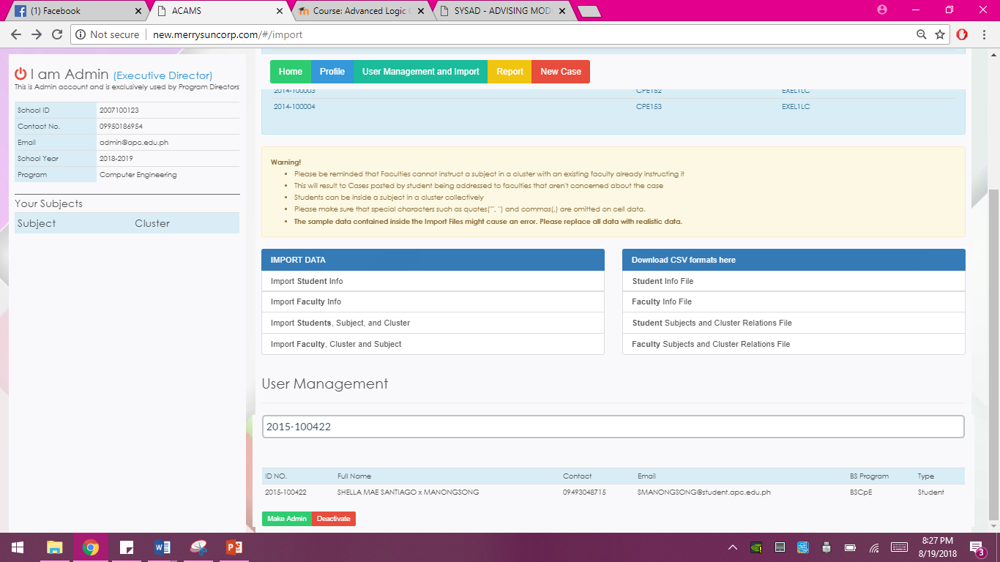 (1) Facebook
ACAMS
Course: Advanced Logic C
SYSAD - ADVISING MOD
Not secure new.merrysuncorp.com/#/import
I am Admin (Executive Director)
This is Admin account and is exclusively used by Program Directors
School ID 2007100123
Contact No. 09950186954
Email admin@apc.edu.ph
School Year 2018-2019
Program Computer Engineering
Your Subjects
Subject Cluster
Home Profile User Management and Import Report New Case
2014-100003 CPE152 EXEL1LC
2014-100004 CPE153 EXEL1LC
Warning!
• Please be reminded that Faculties cannot instruct a subject in a cluster with an existing faculty already instructing it
• This will result to Cases posted by student being addressed to faculties that aren't concerned about the case
• Students can be inside a subject in a cluster collectively
• Please make sure that special characters such as quotes("', ") and commas(,) are omitted on cell data.
• The sample data contained inside the Import Files might cause an error. Please replace all data with realistic data.
IMPORT DATA
Import Student Info
Import Faculty Info
Import Students, Subject, and Cluster
Import Faculty, Cluster and Subject
Download CSV formats here
Student Info File
Faculty Info File
Student Subjects and Cluster Relations File
Faculty Subjects and Cluster Relations File
User Management
2015-100422
ID NO. Full Name Contact Email BS Program Type
2015-100422 SHELLA MAE SANTIAGO x MANONGSONG 09493048715 SMANONGSONG@student.apc.edu.ph BSCpE Student
Make Admin Deactivate
8:27 PM
8/19/2018
3